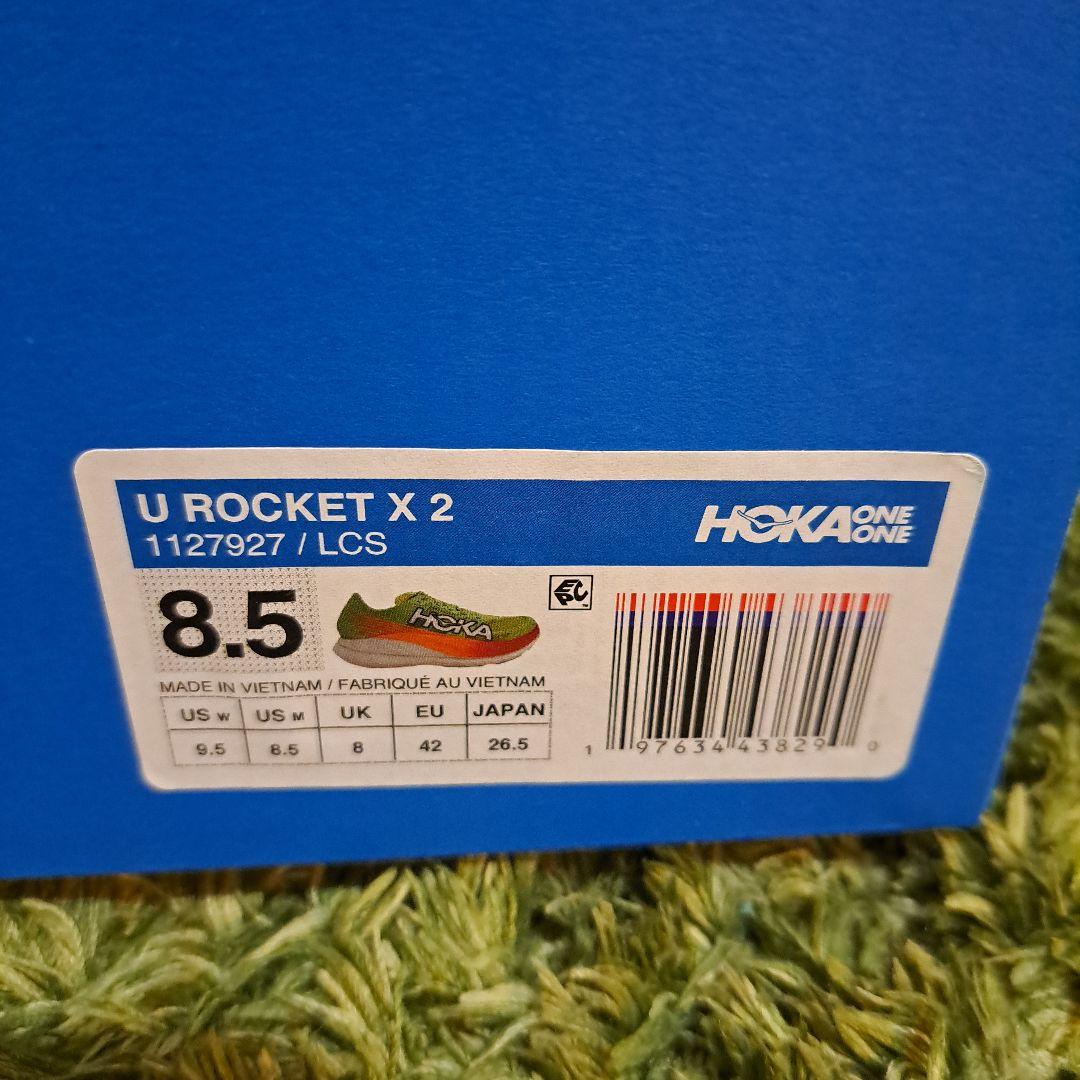 U ROCKET X 2
1127927 / LCS
HOKA ONE ONE
8.5
HOKA
EPC
MADE IN VIETNAM / FABRIQUÉ AU VIETNAM
US W US M UK EU JAPAN
9.5 8.5 8 42 26.5
1 97634 43829 0